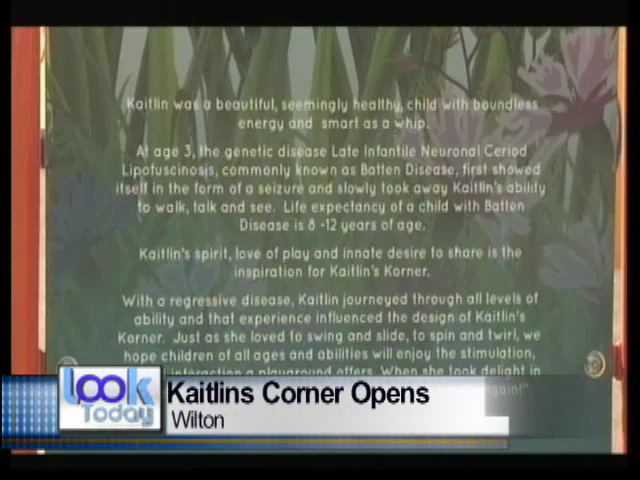 Kaitlin was a beautiful, seemingly healthy, child with boundless
energy and smart as a whip.
At age 3, the genetic disease Late Infantile Neuronal Ceriod
Lipofuscinosis, commonly known as Batten Disease, first showed
itself in the form of a seizure and slowly took away Kaitlin's ability
to walk, talk and see. Life expectancy of a child with Batten
Disease is 8 -12 years of age.
Kaitlin's spirit, love of play and innate desire to share is the
inspiration for Kaitlin's Korner.
With a regressive disease, Kaitlin journeyed through all levels of
ability and that experience influenced the design of Kaitlin's
Korner. Just as she loved to swing and slide, to spin and twirl, we
hope children of all ages and abilities will enjoy the stimulation,
interaction a playground offers. When she took delight in
again!"
Look
Today
Kaitlins Corner Opens
Wilton